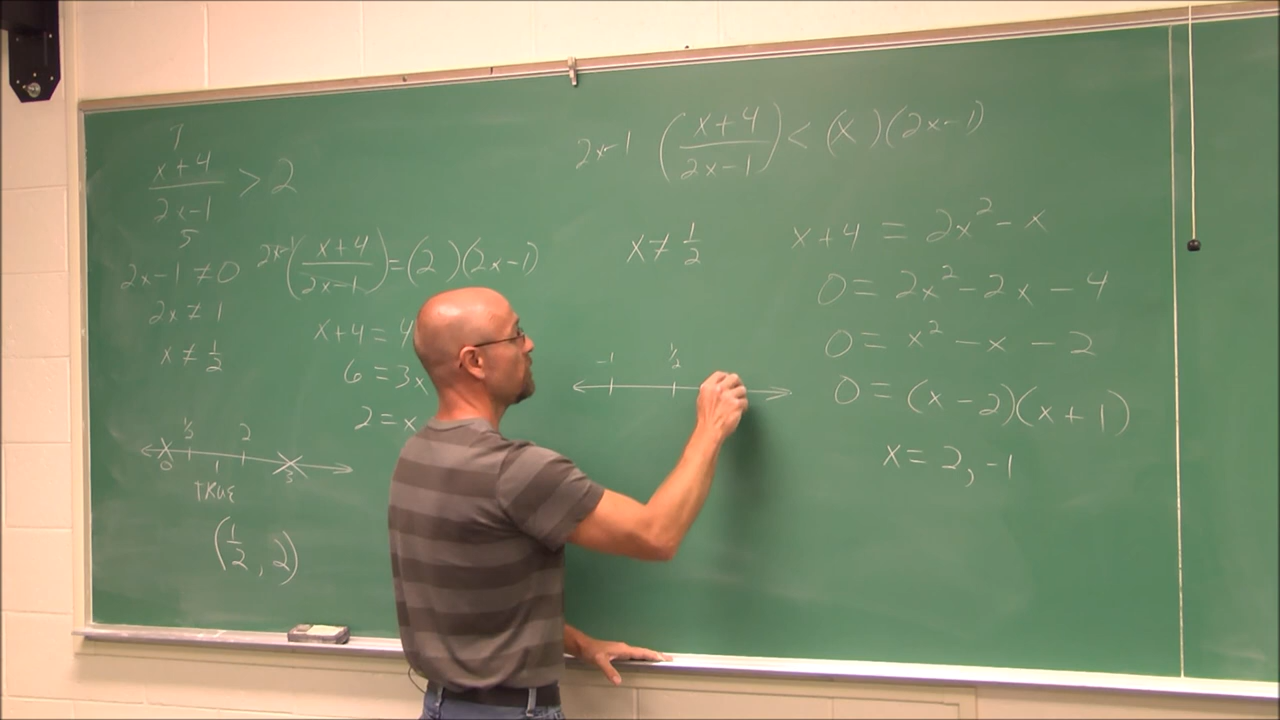 7
x+4
2x-1 > 2
5
2x-1 ≠ 0
2x ≠ 1
x ≠ 1/2
2x-1 (x+4 / 2x-1) = (2)(2x-1)
x+4 = 4
6 = 3x
2 = x
1/2 2
0 1 3
true
(1/2, 2)
2x-1 (x+4 / 2x-1) < (x)(2x-1)
x ≠ 1/2
-1 1/2
x+4 = 2x² - x
0 = 2x² - 2x - 4
0 = x² - x - 2
0 = (x-2)(x+1)
x = 2, -1